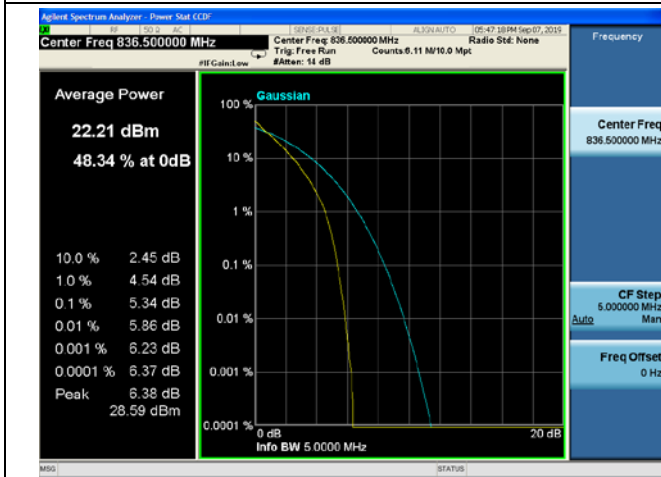 Agilent Spectrum Analyzer - Power Stat CCDF
RF 50 Ω AC SENSE:PULSE ALIGN AUTO 05:47:18 PM Sep 07, 2019
Center Freq 836.500000 MHz
Center Freq: 836.500000 MHz Radio Std: None
Trig: Free Run Counts:6.11 M/10.0 Mpt
#IFGain:Low #Atten: 14 dB
Frequency
Average Power
22.21 dBm
48.34 % at 0dB
10.0 % 2.45 dB
1.0 % 4.54 dB
0.1 % 5.34 dB
0.01 % 5.86 dB
0.001 % 6.23 dB
0.0001 % 6.37 dB
Peak 6.38 dB
28.59 dBm
Gaussian
100 %
10 %
1 %
0.1 %
0.01 %
0.001 %
0.0001 %
0 dB 20 dB
Info BW 5.0000 MHz
Center Freq
836.500000 MHz
CF Step
5.000000 MHz
Auto Man
Freq Offset
0 Hz
MSG STATUS